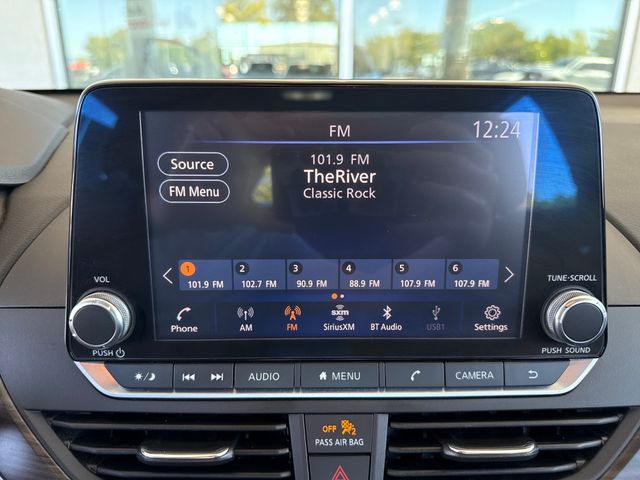 FM
12:24
Source
FM Menu
101.9 FM
TheRiver
Classic Rock
1 2 3 4 5 6
101.9 FM 102.7 FM 90.9 FM 88.9 FM 107.9 FM 107.9 FM
sxm
Phone AM FM SiriusXM BT Audio USB1 Settings
VOL
TUNE·SCROLL
PUSH
PUSH SOUND
AUDIO MENU CAMERA
OFF 2
PASS AIR BAG